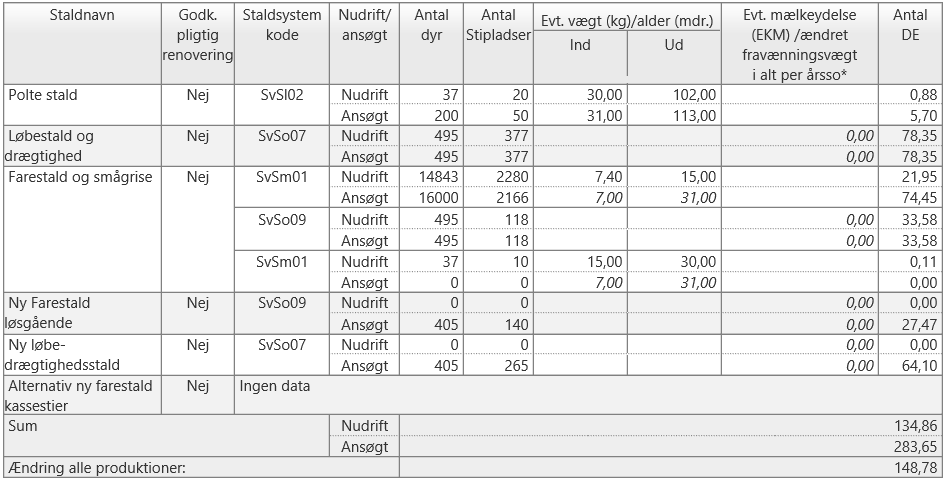 Staldnavn Godk. pligtig renovering Staldsystem kode Nudrift/ ansøgt Antal dyr Antal Stipladser Evt. vægt (kg)/alder (mdr.) Ind Ud Evt. mælkeydelse (EKM) /ændret fravænningsvægt i alt per årsso* Antal DE
Polte stald Nej SvSl02 Nudrift 37 20 30,00 102,00 0,88
Ansøgt 200 50 31,00 113,00 5,70
Løbestald og Nej SvSo07 Nudrift 495 377 0,00 78,35
drægtighed Ansøgt 495 377 0,00 78,35
Farestald og smågrise Nej SvSm01 Nudrift 14843 2280 7,40 15,00 21,95
Ansøgt 16000 2166 7,00 31,00 74,45
SvSo09 Nudrift 495 118 0,00 33,58
Ansøgt 495 118 0,00 33,58
SvSm01 Nudrift 37 10 15,00 30,00 0,11
Ansøgt 0 0 7,00 31,00 0,00
Ny Farestald Nej SvSo09 Nudrift 0 0 0,00 0,00
løsgående Ansøgt 405 140 0,00 27,47
Ny løbe- Nej SvSo07 Nudrift 0 0 0,00 0,00
drægtighedsstald Ansøgt 405 265 0,00 64,10
Alternativ ny farestald Nej Ingen data
kassestier
Sum Nudrift 134,86
Ansøgt 283,65
Ændring alle produktioner: 148,78